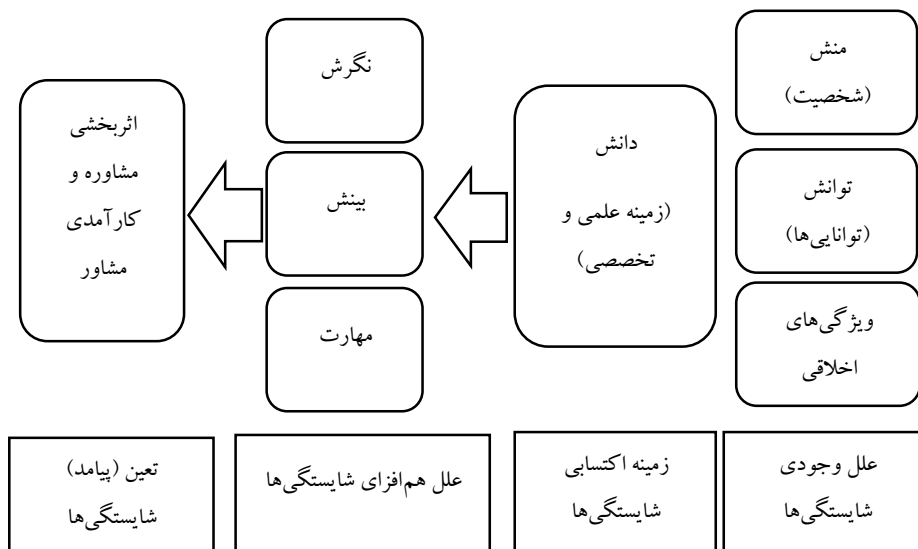 منش
(شخصیت)
توانش
(توانایی‌ها)
ویژگی‌های
اخلاقی
دانش
(زمینه علمی و
تخصصی)
نگرش
بینش
مهارت
اثربخشی
مشاوره و
کارآمدی
مشاور
علل وجودی
شایستگی‌ها
زمینه اکتسابی
شایستگی‌ها
علل هم‌افزای شایستگی‌ها
تعین (پیامد)
شایستگی‌ها